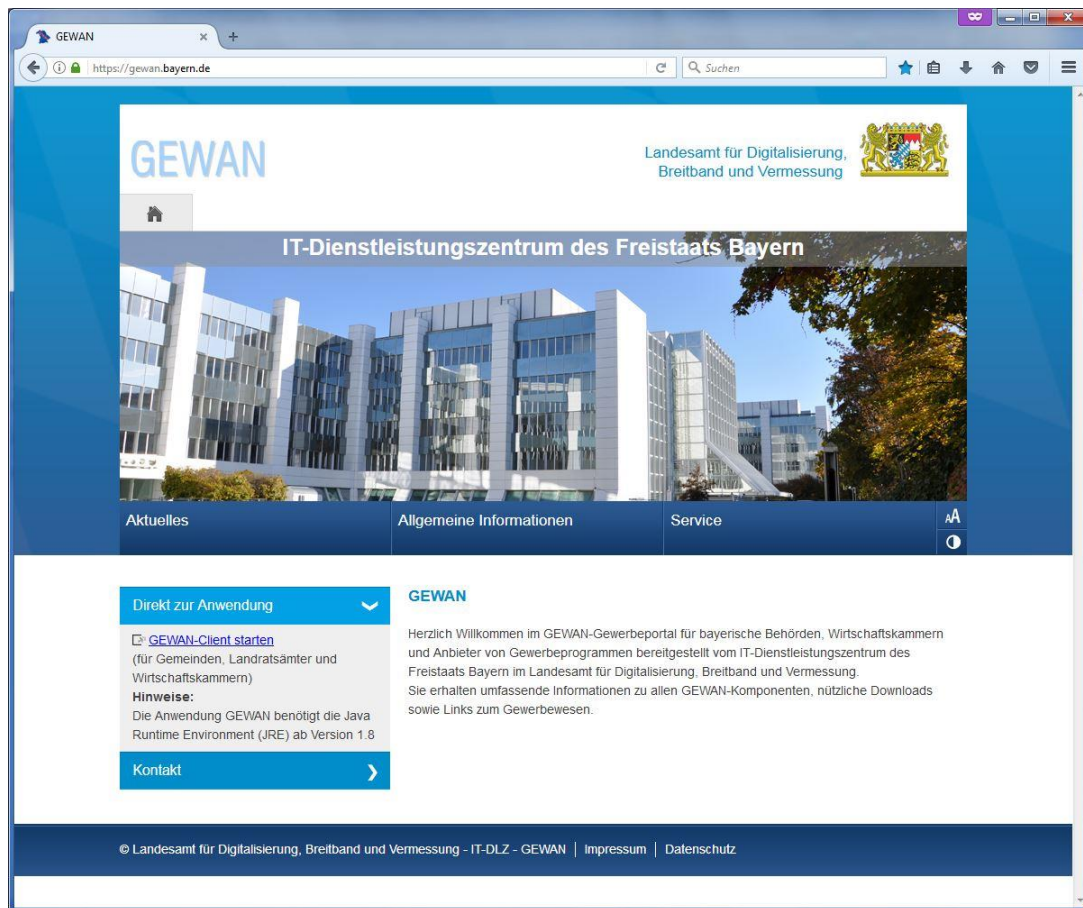 GEWAN
https://gewan.bayern.de
Suchen
GEWAN
Landesamt für Digitalisierung,
Breitband und Vermessung
IT-Dienstleistungszentrum des Freistaats Bayern
Aktuelles
Allgemeine Informationen
Service
AA
Direkt zur Anwendung
GEWAN-Client starten
(für Gemeinden, Landratsämter und
Wirtschaftskammern)
Hinweise:
Die Anwendung GEWAN benötigt die Java
Runtime Environment (JRE) ab Version 1.8
Kontakt
GEWAN
Herzlich Willkommen im GEWAN-Gewerbeportal für bayerische Behörden, Wirtschaftskammern
und Anbieter von Gewerbeprogrammen bereitgestellt vom IT-Dienstleistungszentrum des
Freistaats Bayern im Landesamt für Digitalisierung, Breitband und Vermessung.
Sie erhalten umfassende Informationen zu allen GEWAN-Komponenten, nützliche Downloads
sowie Links zum Gewerbewesen.
© Landesamt für Digitalisierung, Breitband und Vermessung - IT-DLZ - GEWAN | Impressum | Datenschutz